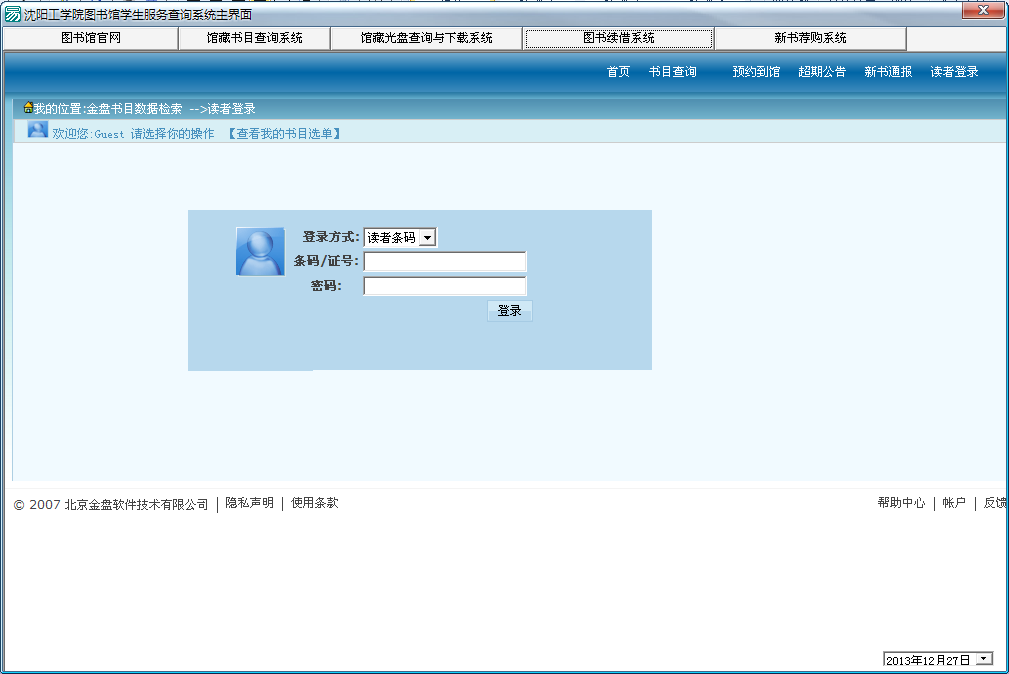 沈阳工学院图书馆学生服务查询系统主界面
图书馆官网 馆藏书目查询系统 馆藏光盘查询与下载系统 图书续借系统 新书荐购系统
首页 书目查询 预约到馆 超期公告 新书通报 读者登录
我的位置:金盘书目数据检索 -->读者登录
欢迎您:Guest 请选择你的操作 【查看我的书目选单】
登录方式: 读者条码
条码/证号:
密码:
登录
© 2007 北京金盘软件技术有限公司 | 隐私声明 | 使用条款 帮助中心 | 帐户 | 反馈
2013年12月27日